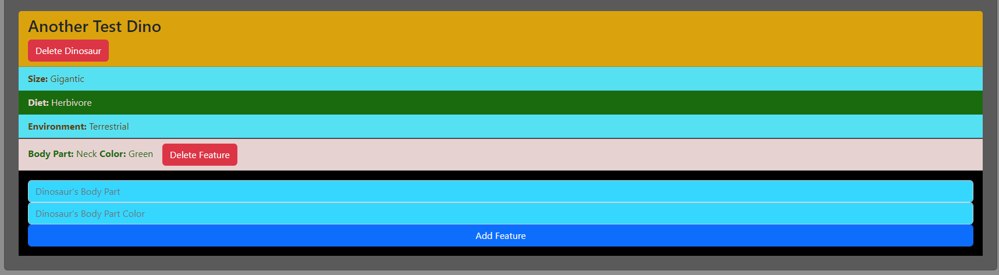 Another Test Dino
Delete Dinosaur
Size: Gigantic
Diet: Herbivore
Environment: Terrestrial
Body Part: Neck Color: Green Delete Feature
Dinosaur's Body Part
Dinosaur's Body Part Color
Add Feature